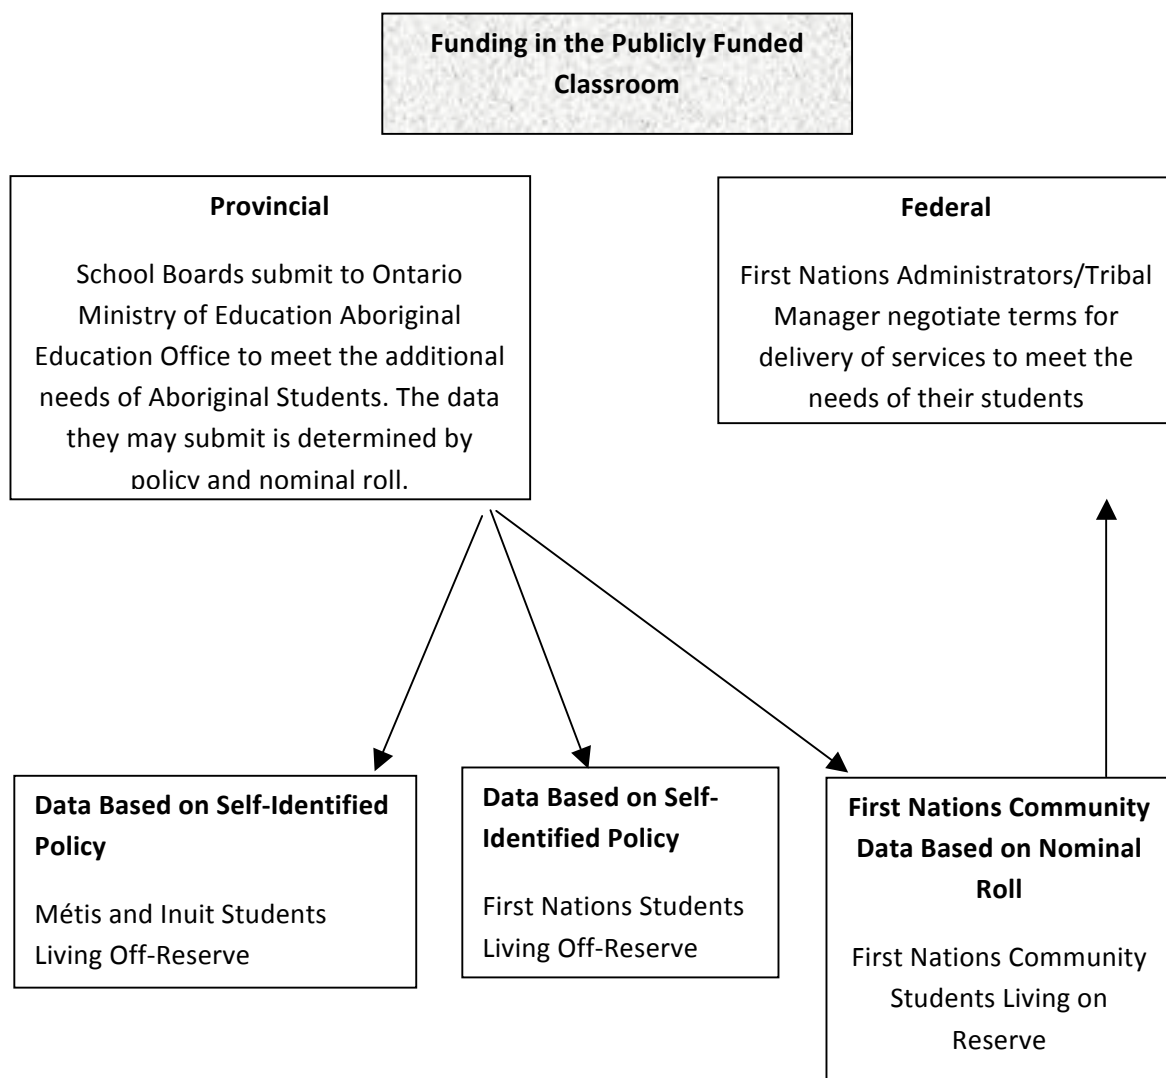 Funding in the Publicly Funded
Classroom
Provincial
School Boards submit to Ontario
Ministry of Education Aboriginal
Education Office to meet the additional
needs of Aboriginal Students. The data
they may submit is determined by
policy and nominal roll.
Federal
First Nations Administrators/Tribal
Manager negotiate terms for
delivery of services to meet the
needs of their students
Data Based on Self-Identified
Policy
Métis and Inuit Students
Living Off-Reserve
Data Based on Self-
Identified Policy
First Nations Students
Living Off-Reserve
First Nations Community
Data Based on Nominal
Roll
First Nations Community
Students Living on
Reserve